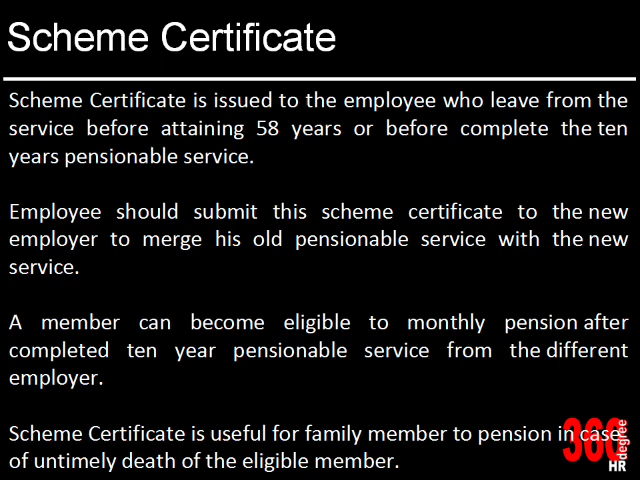 Scheme Certificate
Scheme Certificate is issued to the employee who leave from the
service before attaining 58 years or before complete the ten
years pensionable service.
Employee should submit this scheme certificate to the new
employer to merge his old pensionable service with the new
service.
A member can become eligible to monthly pension after
completed ten year pensionable service from the different
employer.
Scheme Certificate is useful for family member to pension in case
of untimely death of the eligible member.
360
degree
HR